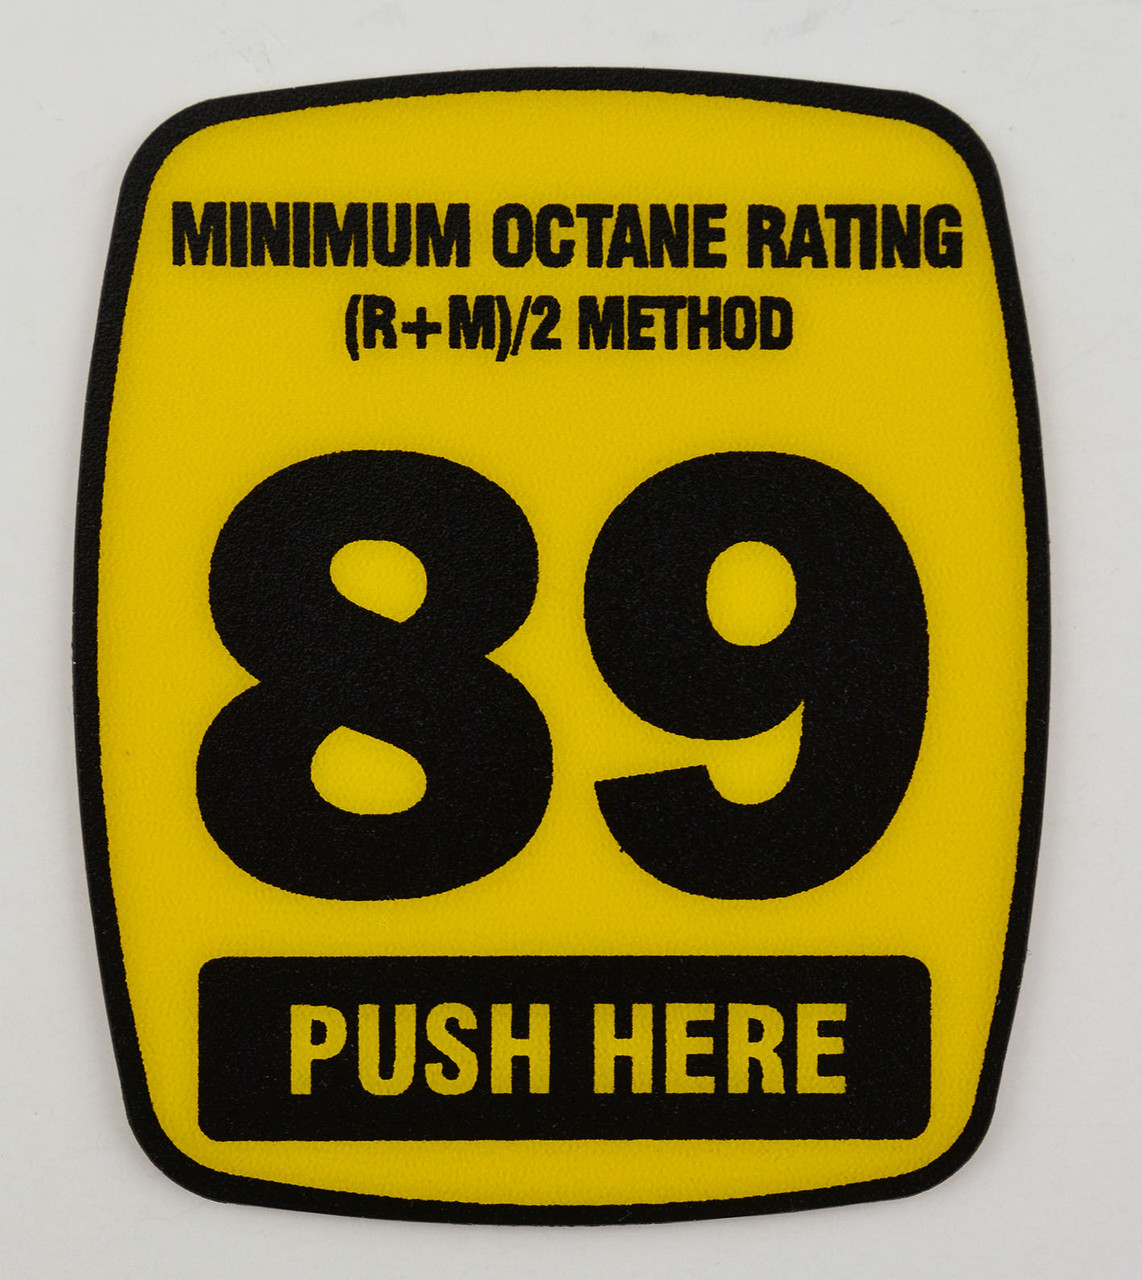 MINIMUM OCTANE RATING
(R+M)/2 METHOD
89
PUSH HERE